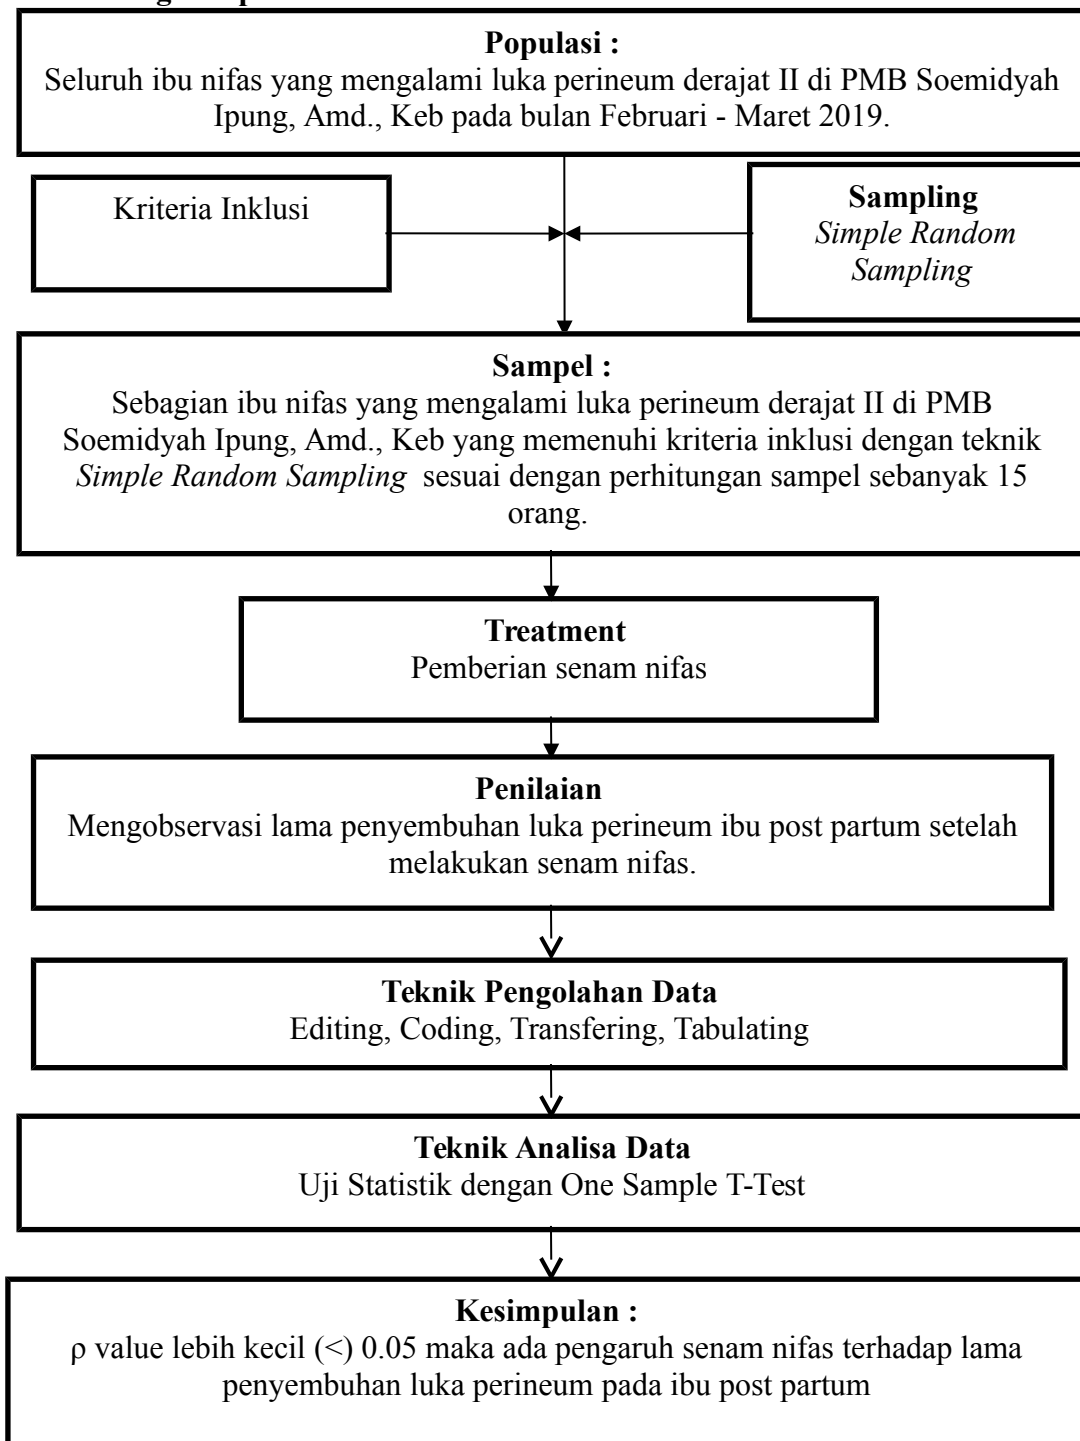 Populasi :
Seluruh ibu nifas yang mengalami luka perineum derajat II di PMB Soemidyah
Ipung, Amd., Keb pada bulan Februari - Maret 2019.
Kriteria Inklusi
Sampling
Simple Random
Sampling
Sampel :
Sebagian ibu nifas yang mengalami luka perineum derajat II di PMB
Soemidyah Ipung, Amd., Keb yang memenuhi kriteria inklusi dengan teknik
Simple Random Sampling sesuai dengan perhitungan sampel sebanyak 15
orang.
Treatment
Pemberian senam nifas
Penilaian
Mengobservasi lama penyembuhan luka perineum ibu post partum setelah
melakukan senam nifas.
Teknik Pengolahan Data
Editing, Coding, Transfering, Tabulating
Teknik Analisa Data
Uji Statistik dengan One Sample T-Test
Kesimpulan :
ρ value lebih kecil (<) 0.05 maka ada pengaruh senam nifas terhadap lama
penyembuhan luka perineum pada ibu post partum